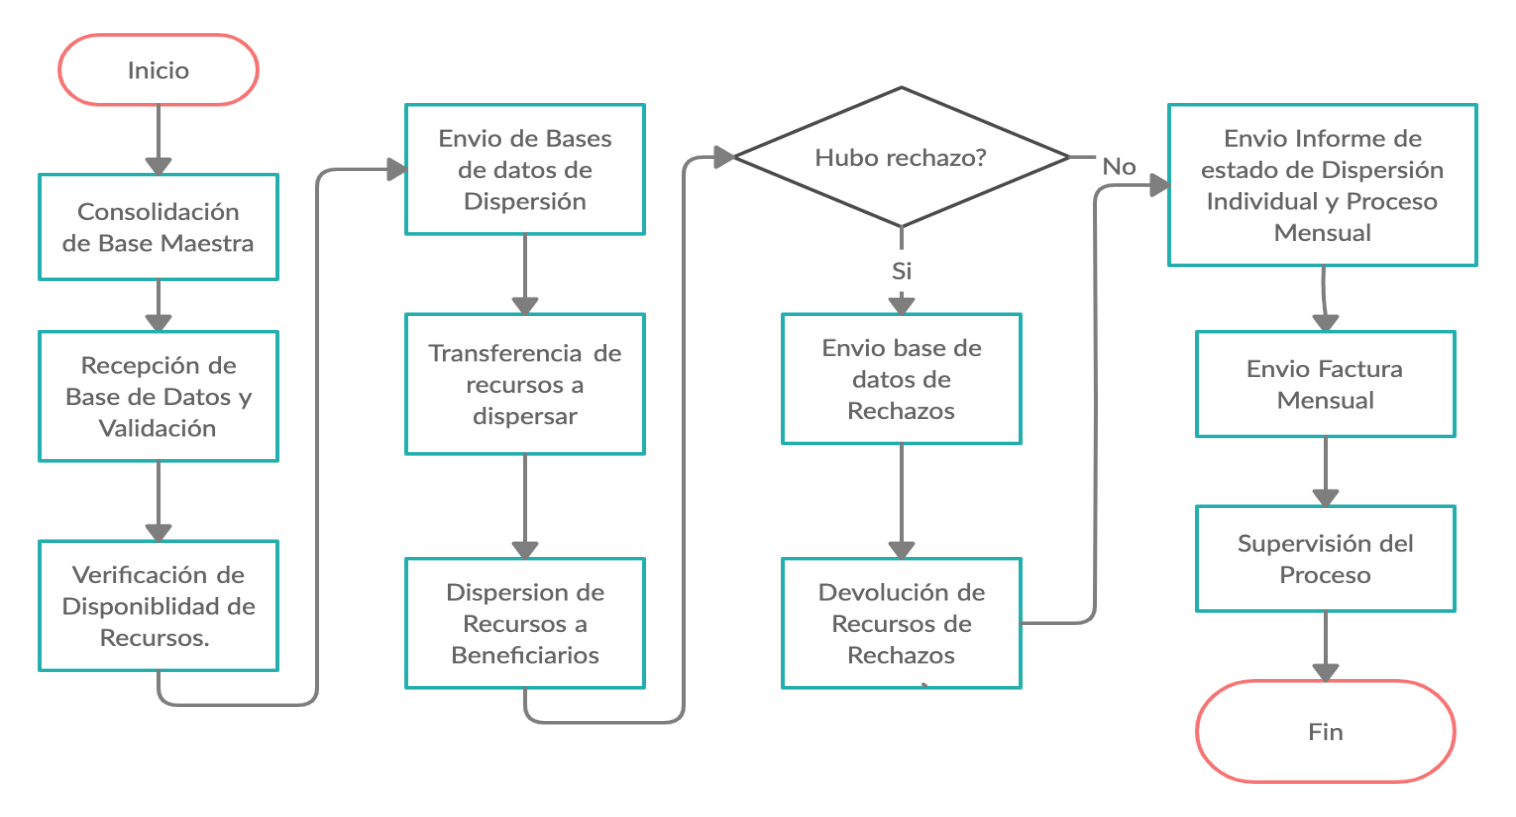 Inicio
Consolidación
de Base Maestra
Recepción de
Base de Datos y
Validación
Verificación de
Disponiblidad de
Recursos.
Envio de Bases
de datos de
Dispersión
Transferencia de
recursos a
dispersar
Dispersion de
Recursos a
Beneficiarios
Hubo rechazo?
No
Si
Envio base de
datos de
Rechazos
Devolución de
Recursos de
Rechazos
Envio Informe de
estado de Dispersión
Individual y Proceso
Mensual
Envio Factura
Mensual
Supervisión del
Proceso
Fin